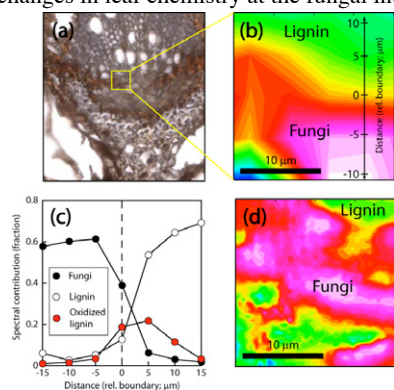 changes in leaf chemistry at the fungal
(a)
(b)
Lignin
Fungi
10 μm
10
5
0
-5
-10
Distance (rel. boundary; μm)
(c)
Spectral contribution (fraction)
0.8
0.6
0.4
0.2
0
Fungi
Lignin
Oxidized
lignin
-15 -10 -5 0 5 10 15
Distance (rel. boundary; μm)
(d)
Lignin
Fungi
10 μm